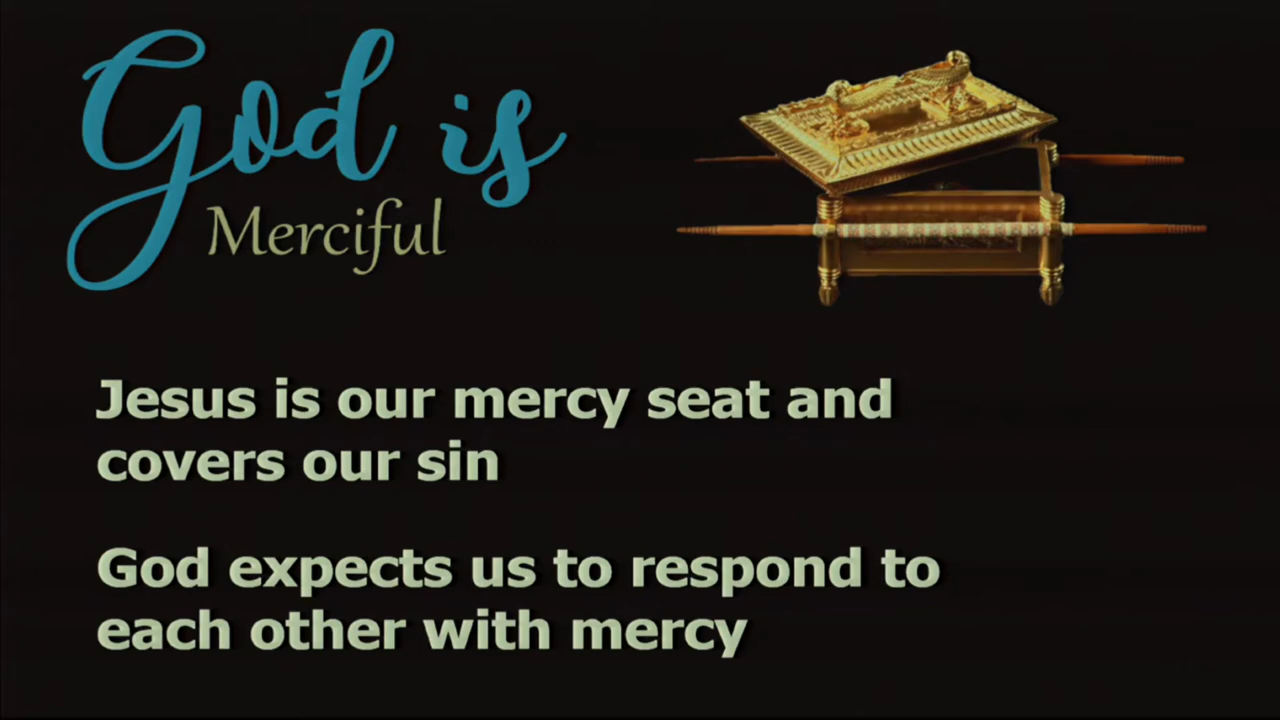 God is
Merciful
Jesus is our mercy seat and
covers our sin
God expects us to respond to
each other with mercy